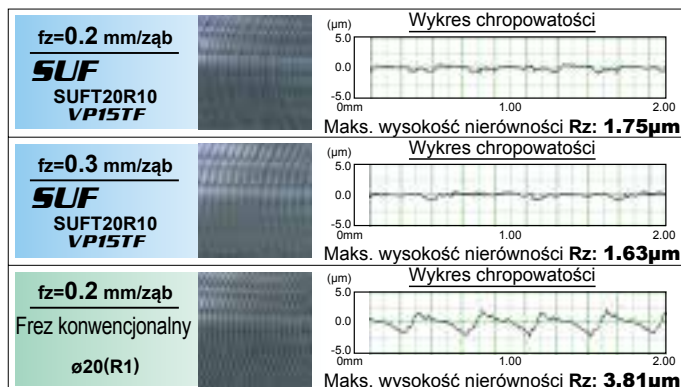 fz=0.2 mm/ząb
SUF
SUFT20R10
VP15TF
Wykres chropowatości
(µm)
5.0
0.0
-5.0
0mm 1.00 2.00
Maks. wysokość nierówności Rz: 1.75µm
fz=0.3 mm/ząb
SUF
SUFT20R10
VP15TF
Wykres chropowatości
(µm)
5.0
0.0
-5.0
0mm 1.00 2.00
Maks. wysokość nierówności Rz: 1.63µm
fz=0.2 mm/ząb
Frez konwencjonalny
ø20(R1)
Wykres chropowatości
(µm)
5.0
0.0
-5.0
0mm 1.00 2.00
Maks. wysokość nierówności Rz: 3.81µm